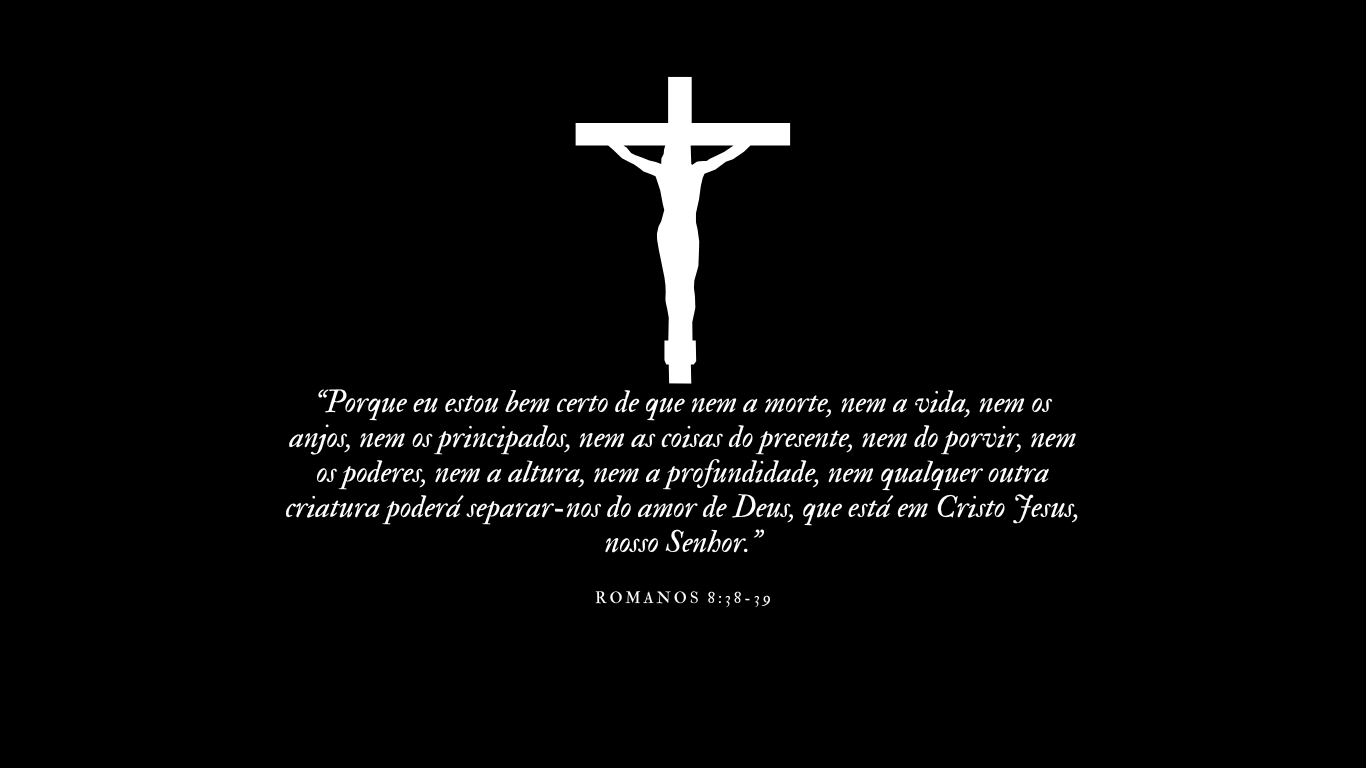 “Porque eu estou bem certo de que nem a morte, nem a vida, nem os
anjos, nem os principados, nem as coisas do presente, nem do porvir, nem
os poderes, nem a altura, nem a profundidade, nem qualquer outra
criatura poderá separar-nos do amor de Deus, que está em Cristo Jesus,
nosso Senhor.”
ROMANOS 8:38-39